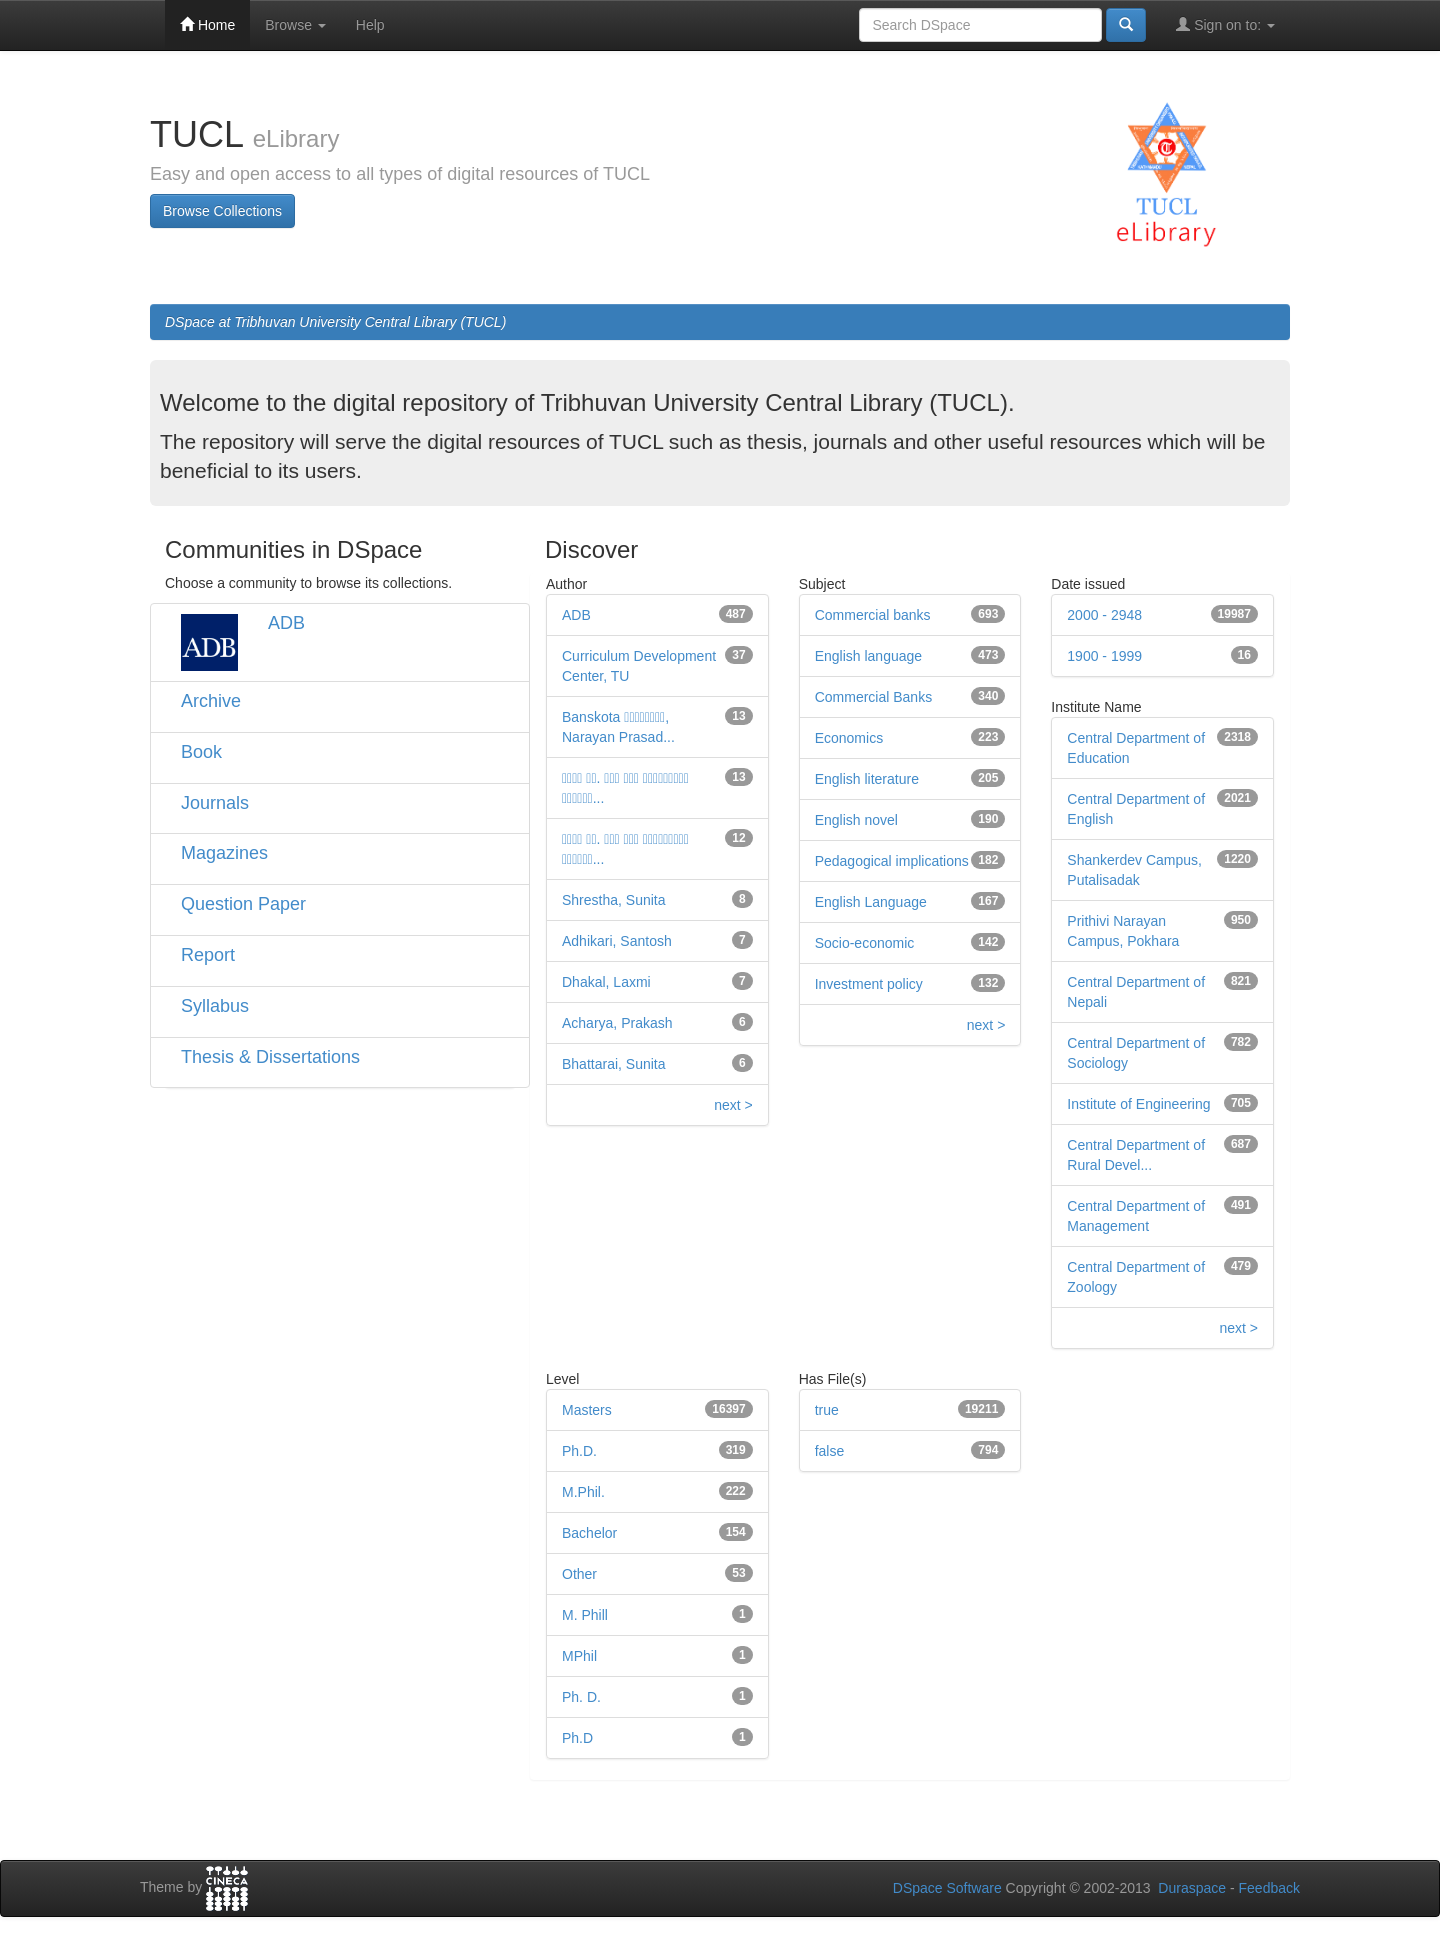 Home Browse Help Search DSpace Sign on to:
TUCL eLibrary
Easy and open access to all types of digital resources of TUCL
Browse Collections
TUCL
eLibrary
DSpace at Tribhuvan University Central Library (TUCL)
Welcome to the digital repository of Tribhuvan University Central Library (TUCL).
The repository will serve the digital resources of TUCL such as thesis, journals and other useful resources which will be
beneficial to its users.
Communities in DSpace
Choose a community to browse its collections.
ADB
ADB
Archive
Book
Journals
Magazines
Question Paper
Report
Syllabus
Thesis & Dissertations
Discover
Author
ADB 487
Curriculum Development 37
Center, TU
Banskota 13
Narayan Prasad...
13
12
Shrestha, Sunita 8
Adhikari, Santosh 7
Dhakal, Laxmi 7
Acharya, Prakash 6
Bhattarai, Sunita 6
next >
Subject
Commercial banks 693
English language 473
Commercial Banks 340
Economics 223
English literature 205
English novel 190
Pedagogical implications 182
English Language 167
Socio-economic 142
Investment policy 132
next >
Date issued
2000 - 2948 19987
1900 - 1999 16
Institute Name
Central Department of 2318
Education
Central Department of 2021
English
Shankerdev Campus, 1220
Putalisadak
Prithivi Narayan 950
Campus, Pokhara
Central Department of 821
Nepali
Central Department of 782
Sociology
Institute of Engineering 705
Central Department of 687
Rural Devel...
Central Department of 491
Management
Central Department of 479
Zoology
next >
Level
Masters 16397
Ph.D. 319
M.Phil. 222
Bachelor 154
Other 53
M. Phill 1
MPhil 1
Ph. D. 1
Ph.D 1
Has File(s)
true 19211
false 794
Theme by CINECA
DSpace Software Copyright © 2002-2013 Duraspace - Feedback